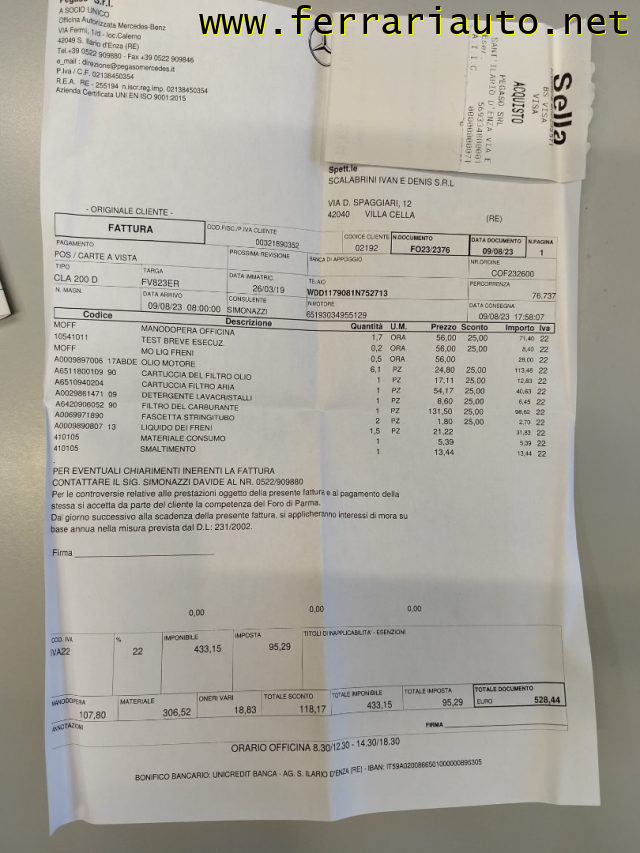 www.ferrariauto.net
Pegaso S.r.l.
A SOCIO UNICO
Officina Autorizzata Mercedes-Benz
VIA Fermi, 1/d - loc.Calerno
42049 S. Ilario d'Enza (RE)
Tel.+39 0522 909880 - Fax +39 0522 909846
e_mail : direzione@pegasomercedes.it
P.Iva / C.F. 02138450354
R.E.A. RE - 255194 n.iscr.reg.imp. 02138450354
Azienda Certificata UNI EN ISO 9001:2015
Sella
BS VISA
VISA
ACQUISTO
PEGASO SRL
SANT'ILARIO D'ENZA VIA E
Eser.
A.I.I.C.
Spett.le
SCALABRINI IVAN E DENIS S.R.L
VIA D. SPAGGIARI, 12
42040 VILLA CELLA (RE)
- ORIGINALE CLIENTE -
FATTURA
COD.FISC./P.IVA CLIENTE 00321890352
CODICE CLIENTE 02192
N.DOCUMENTO FO23/2376
DATA DOCUMENTO 09/08/23
N.PAGINA 1
PAGAMENTO POS / CARTE A VISTA
PROSSIMA REVISIONE
BANCA DI APPOGGIO
NR.ORDINE COF232600
TIPO CLA 200 D
TARGA FV823ER
DATA IMMATRIC. 26/03/19
TELAIO WDD1179081N752713
PERCORRENZA 76.737
N. MAGN.
DATA ARRIVO 09/08/23 08:00:00
CONSULENTE SIMONAZZI
N.MOTORE 65193034955129
DATA CONSEGNA 09/08/23 17:58:07
Codice Descrizione Quantità U.M. Prezzo Sconto Importo Iva
MOFF MANODOPERA OFFICINA 1,7 ORA 56,00 25,00 71,40 22
10541011 TEST BREVE ESECUZ. 0,2 ORA 56,00 25,00 8,40 22
MOFF MO LIQ FRENI 0,5 ORA 56,00 28,00 22
A0009897006 17ABDE OLIO MOTORE 6,1 PZ 24,80 25,00 113,46 22
A6511800109 90 CARTUCCIA DEL FILTRO OLIO 1 PZ 17,11 25,00 12,83 22
A6510940204 CARTUCCIA FILTRO ARIA 1 PZ 54,17 25,00 40,63 22
A0029861471 09 DETERGENTE LAVACRISTALLI 1 PZ 8,60 25,00 6,45 22
A6420906052 90 FILTRO DEL CARBURANTE 1 PZ 131,50 25,00 98,62 22
A0069971890 FASCETTA STRINGITUBO 2 PZ 1,80 25,00 2,70 22
A0009890807 13 LIQUIDO DEI FRENI 1,5 PZ 21,22 31,83 22
410105 MATERIALE CONSUMO 1 5,39 5,39 22
410105 SMALTIMENTO 1 13,44 13,44 22
PER EVENTUALI CHIARIMENTI INERENTI LA FATTURA
CONTATTARE IL SIG. SIMONAZZI DAVIDE AL NR. 0522/909880
Per le controversie relative alle prestazioni oggetto della presente fattura e al pagamento della
stessa si accetta da parte del cliente la competenza del Foro di Parma.
Dal giorno successivo alla scadenza della presente fattura, si applicheranno interessi di mora su
base annua nella misura prevista dal D.L: 231/2002.
Firma
0,00 0,00 0,00
COD. IVA % IMPONIBILE IMPOSTA TITOLI DI INAPPLICABILITA' - ESENZIONI
IVA22 22 433,15 95,29
MANODOPERA MATERIALE ONERI VARI TOTALE SCONTO TOTALE IMPONIBILE TOTALE IMPOSTA TOTALE DOCUMENTO
107,80 306,52 18,83 118,17 433,15 95,29 EURO 528,44
ANNOTAZIONI
FIRMA
ORARIO OFFICINA 8.30/12.30 - 14.30/18.30
BONIFICO BANCARIO: UNICREDIT BANCA - AG. S. ILARIO D'ENZA (RE) - IBAN: IT59A0200866501000000895305